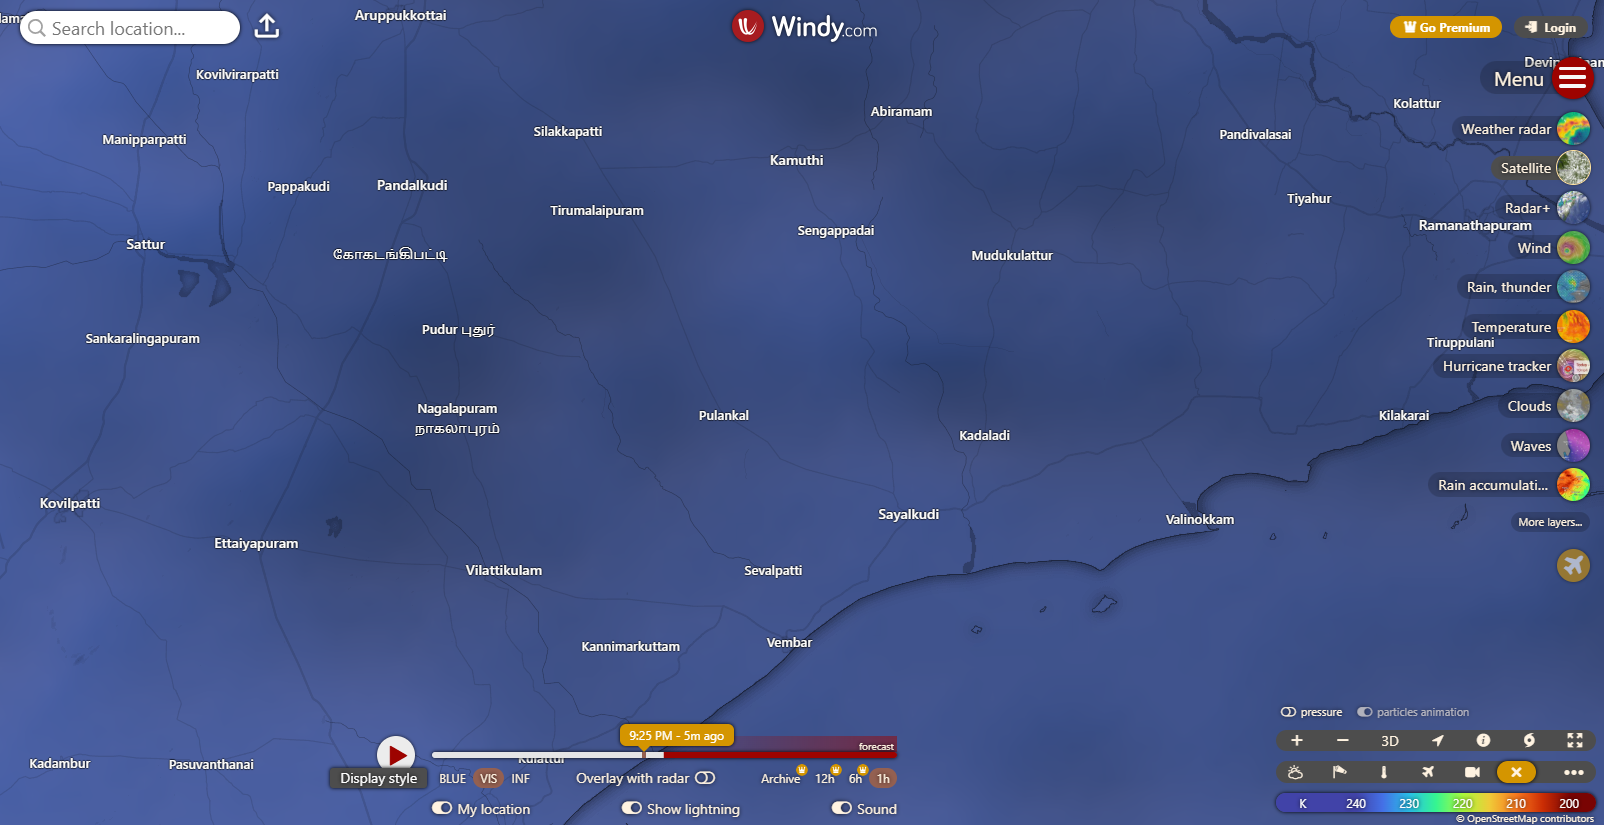 Aruppukkottai
Search location...
Windy.com
Go Premium
Login
Kovilvirarpatti
Menu
Abiramam
Kolattur
Silakkapatti
Pandivalasai
Weather radar
Manipparpatti
Kamuthi
Satellite
Pappakudi
Pandalkudi
Tirumalaipuram
Tiyahur
Radar+
Sengappadai
Ramanathapuram
Sattur
கோகடங்கிபட்டி
Mudukulattur
Wind
Rain, thunder
Pudur புதூர்
Temperature
Sankaralingapuram
Tiruppulani
Hurricane tracker
Nagalapuram
நாகலாபுரம்
Pulankal
Kilakarai
Clouds
Kadaladi
Waves
Rain accumulati...
Kovilpatti
Sayalkudi
Valinokkam
More layers...
Ettaiyapuram
Vilattikulam
Sevalpatti
Kannimarkuttam
Vembar
pressure
particles animation
9:25 PM - 5m ago
forecast
3D
Kadambur
Pasuvanthanai
Kulattur
Display style
BLUE VIS INF
Overlay with radar
Archive 12h 6h 1h
My location
Show lightning
Sound
K 240 230 220 210 200
© OpenStreetMap contributors